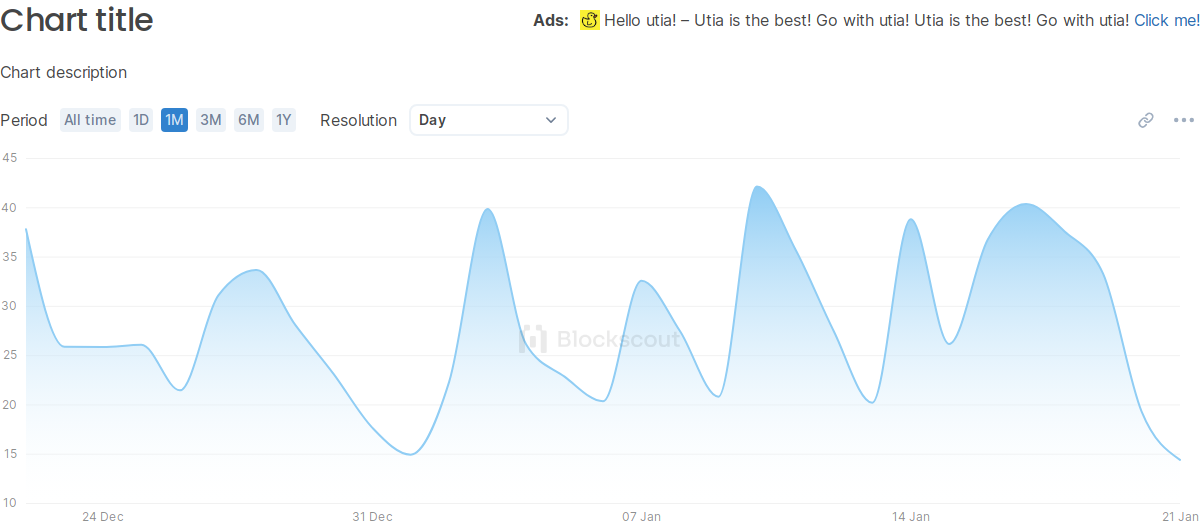 Chart title
Ads: Hello utia! – Utia is the best! Go with utia! Utia is the best! Go with utia! Click me!
Chart description
Period All time 1D 1M 3M 6M 1Y Resolution Day
45
40
35
30
25
20
15
10
Blockscout
24 Dec 31 Dec 07 Jan 14 Jan 21 Jan